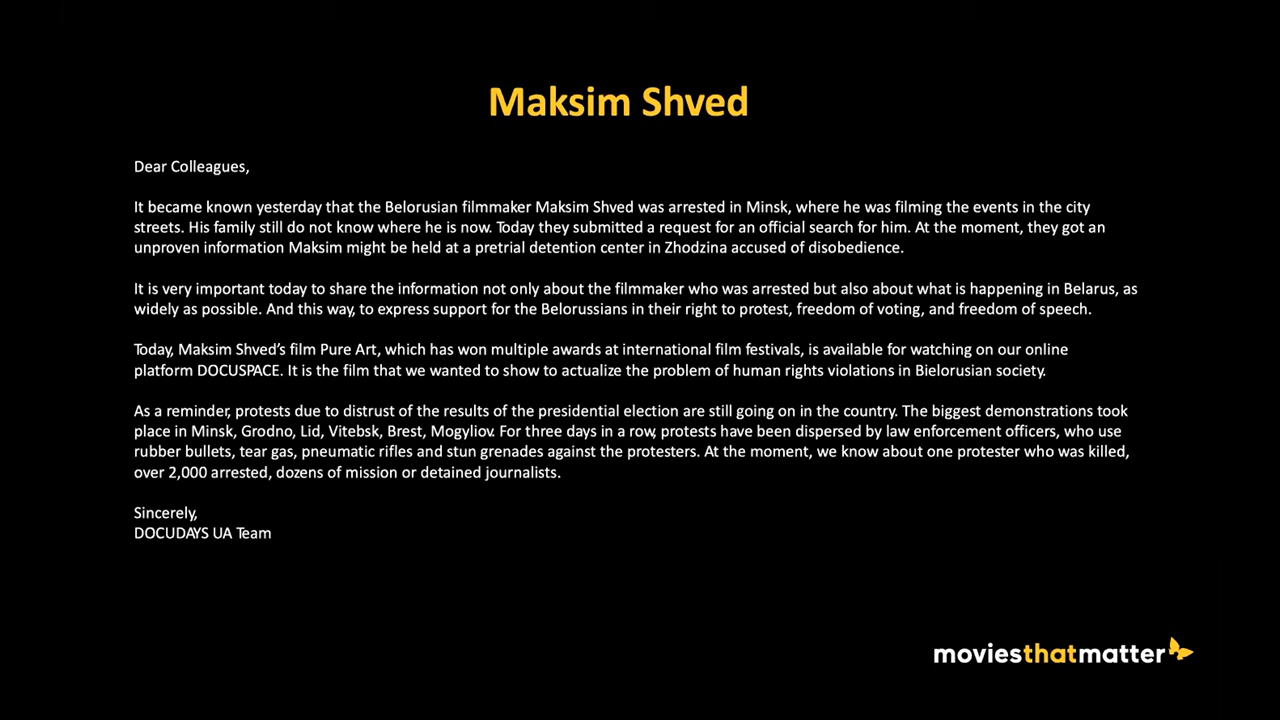 Maksim Shved
Dear Colleagues,
It became known yesterday that the Belorusian filmmaker Maksim Shved was arrested in Minsk, where he was filming the events in the city
streets. His family still do not know where he is now. Today they submitted a request for an official search for him. At the moment, they got an
unproven information Maksim might be held at a pretrial detention center in Zhodzina accused of disobedience.
It is very important today to share the information not only about the filmmaker who was arrested but also about what is happening in Belarus, as
widely as possible. And this way, to express support for the Belorussians in their right to protest, freedom of voting, and freedom of speech.
Today, Maksim Shved’s film Pure Art, which has won multiple awards at international film festivals, is available for watching on our online
platform DOCUSPACE. It is the film that we wanted to show to actualize the problem of human rights violations in Bielorusian society.
As a reminder, protests due to distrust of the results of the presidential election are still going on in the country. The biggest demonstrations took
place in Minsk, Grodno, Lid, Vitebsk, Brest, Mogyliov. For three days in a row, protests have been dispersed by law enforcement officers, who use
rubber bullets, tear gas, pneumatic rifles and stun grenades against the protesters. At the moment, we know about one protester who was killed,
over 2,000 arrested, dozens of mission or detained journalists.
Sincerely,
DOCUDAYS UA Team
moviesthatmatter